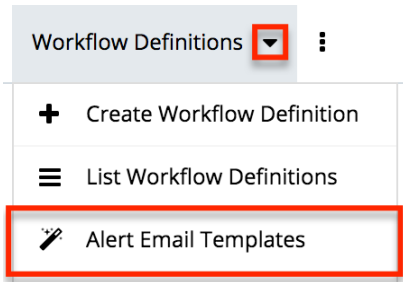 Workflow Definitions
Create Workflow Definition
List Workflow Definitions
Alert Email Templates